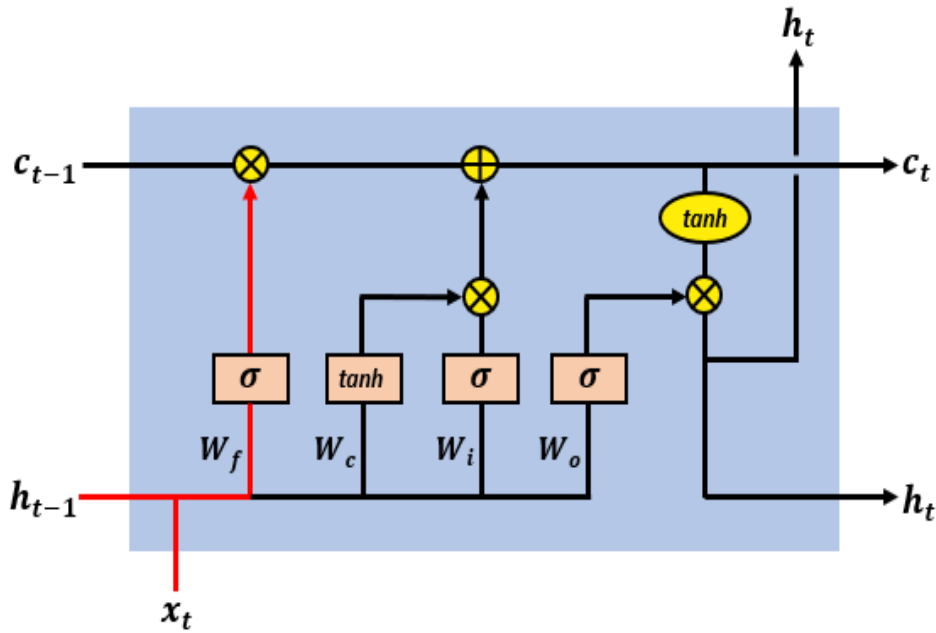 h_t
c_{t-1}
c_t
tanh
σ
tanh
σ
σ
W_f
W_c
W_i
W_o
h_{t-1}
h_t
x_t